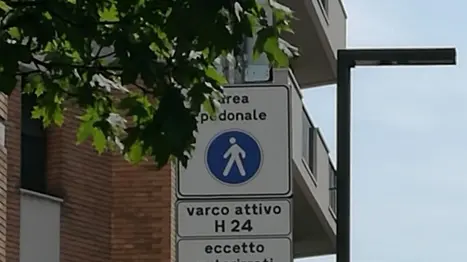 area
pedonale
varco attivo
H 24
eccetto